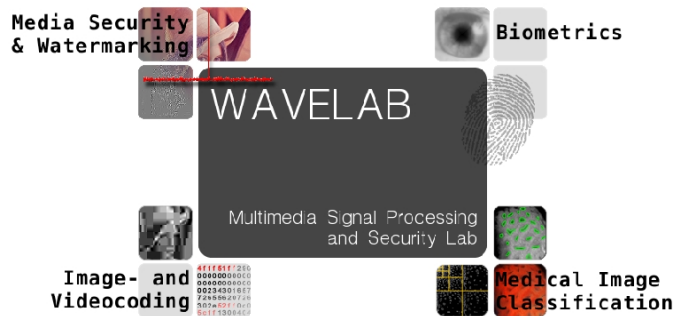 Media Security
& Watermarking
Biometrics
WAVELAB
Multimedia Signal Processing
and Security Lab
Image- and
Videocoding
Medical Image
Classification